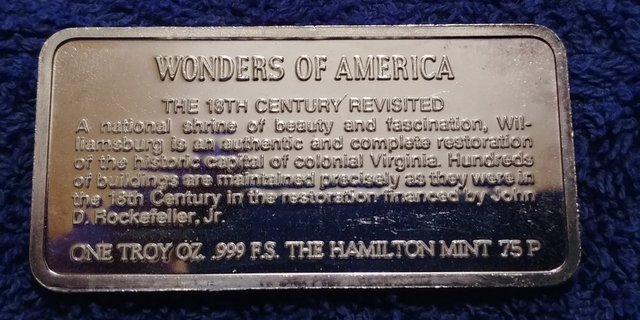 WONDERS OF AMERICA
THE 18TH CENTURY REVISITED
A national shrine of beauty and fascination, Wil-
liamsburg is an authentic and complete restoration
of the historic capital of colonial Virginia. Hundreds
of buildings are maintained precisely as they were in
the 18th Century in the restoration financed by John
D. Rockefeller, Jr.
ONE TROY OZ. .999 F.S. THE HAMILTON MINT 75 P